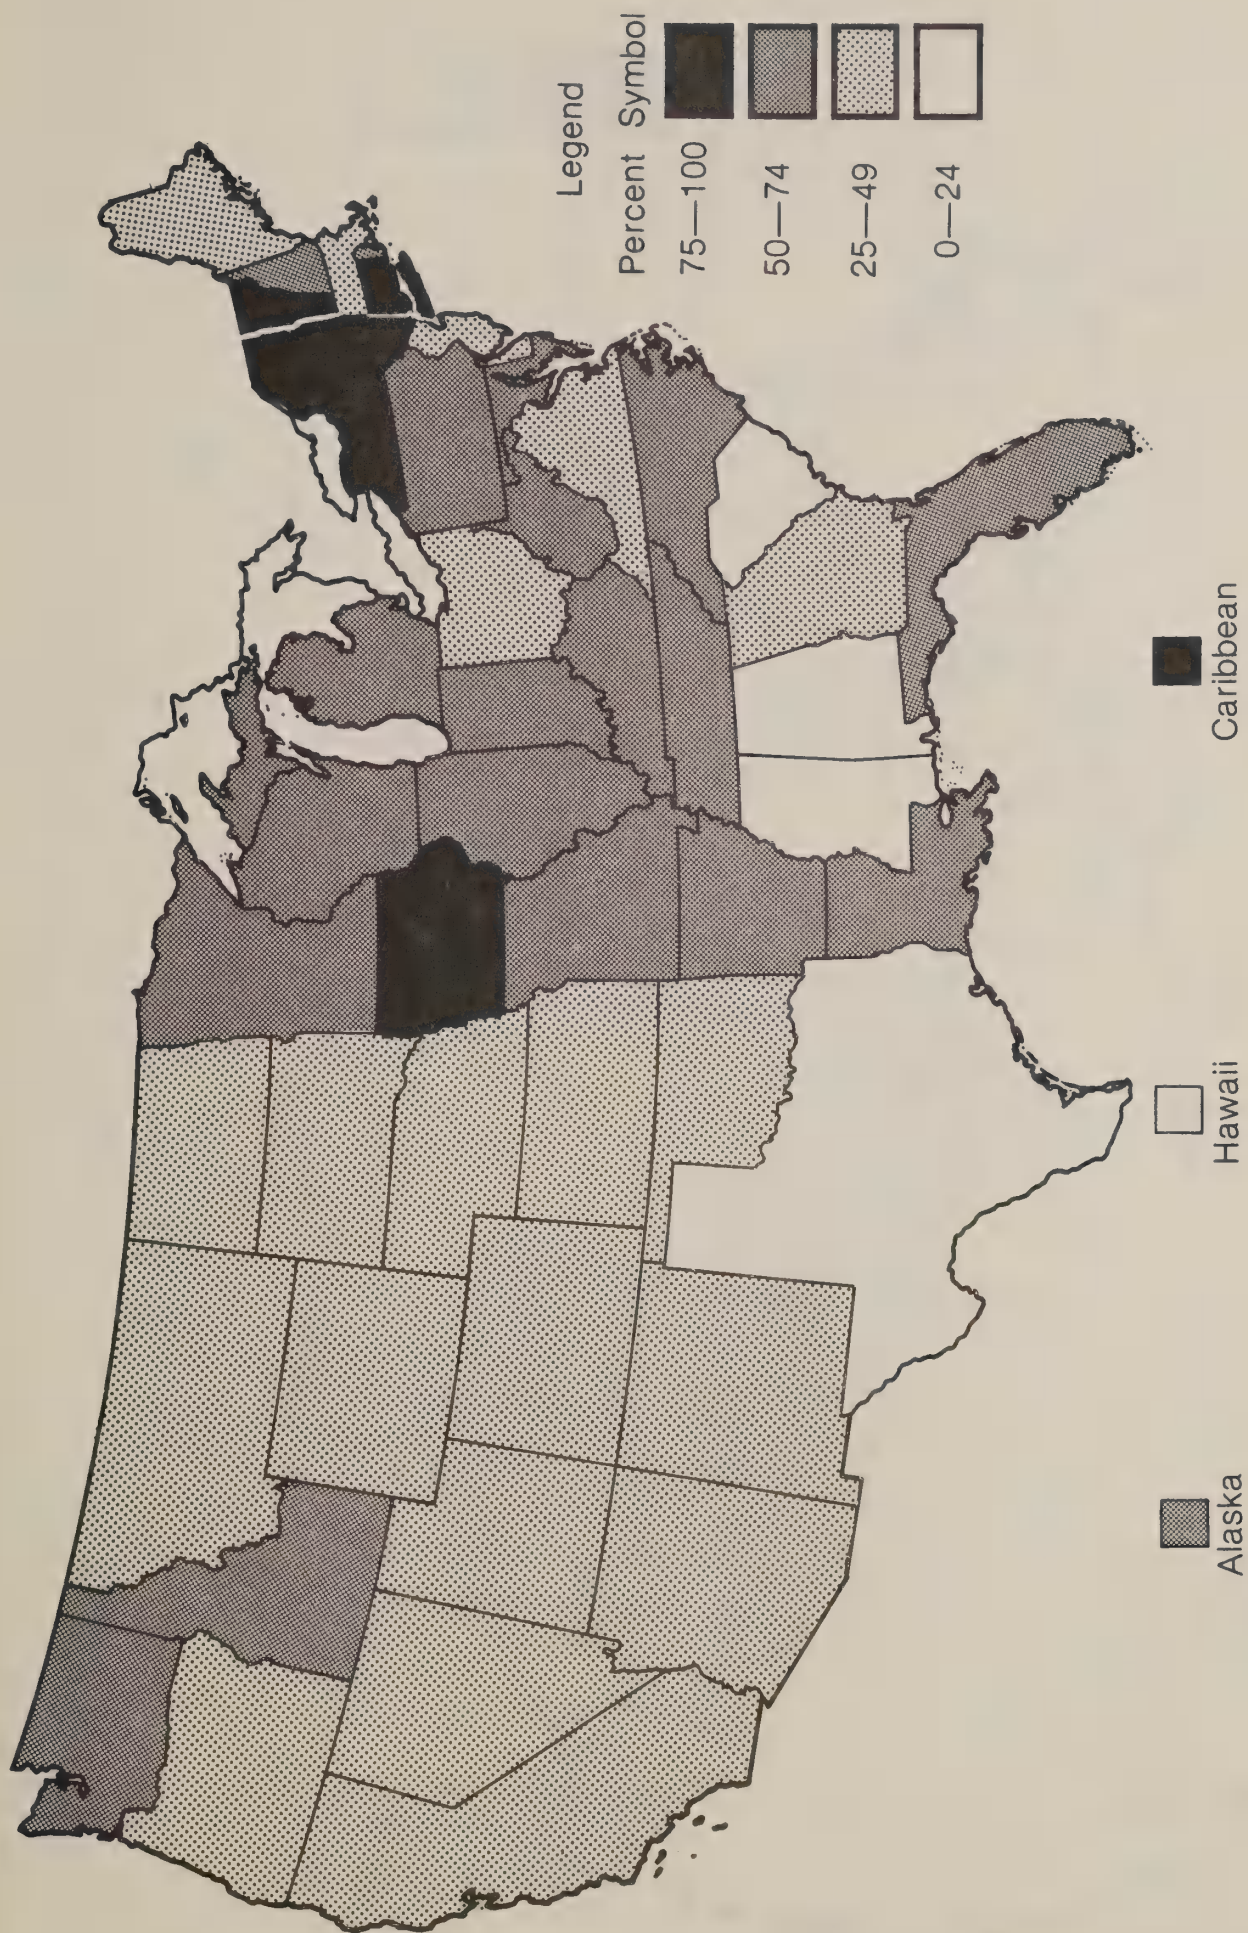 Legend
Percent Symbol
75—100
50—74
25—49
0—24
Alaska
Hawaii
Caribbean